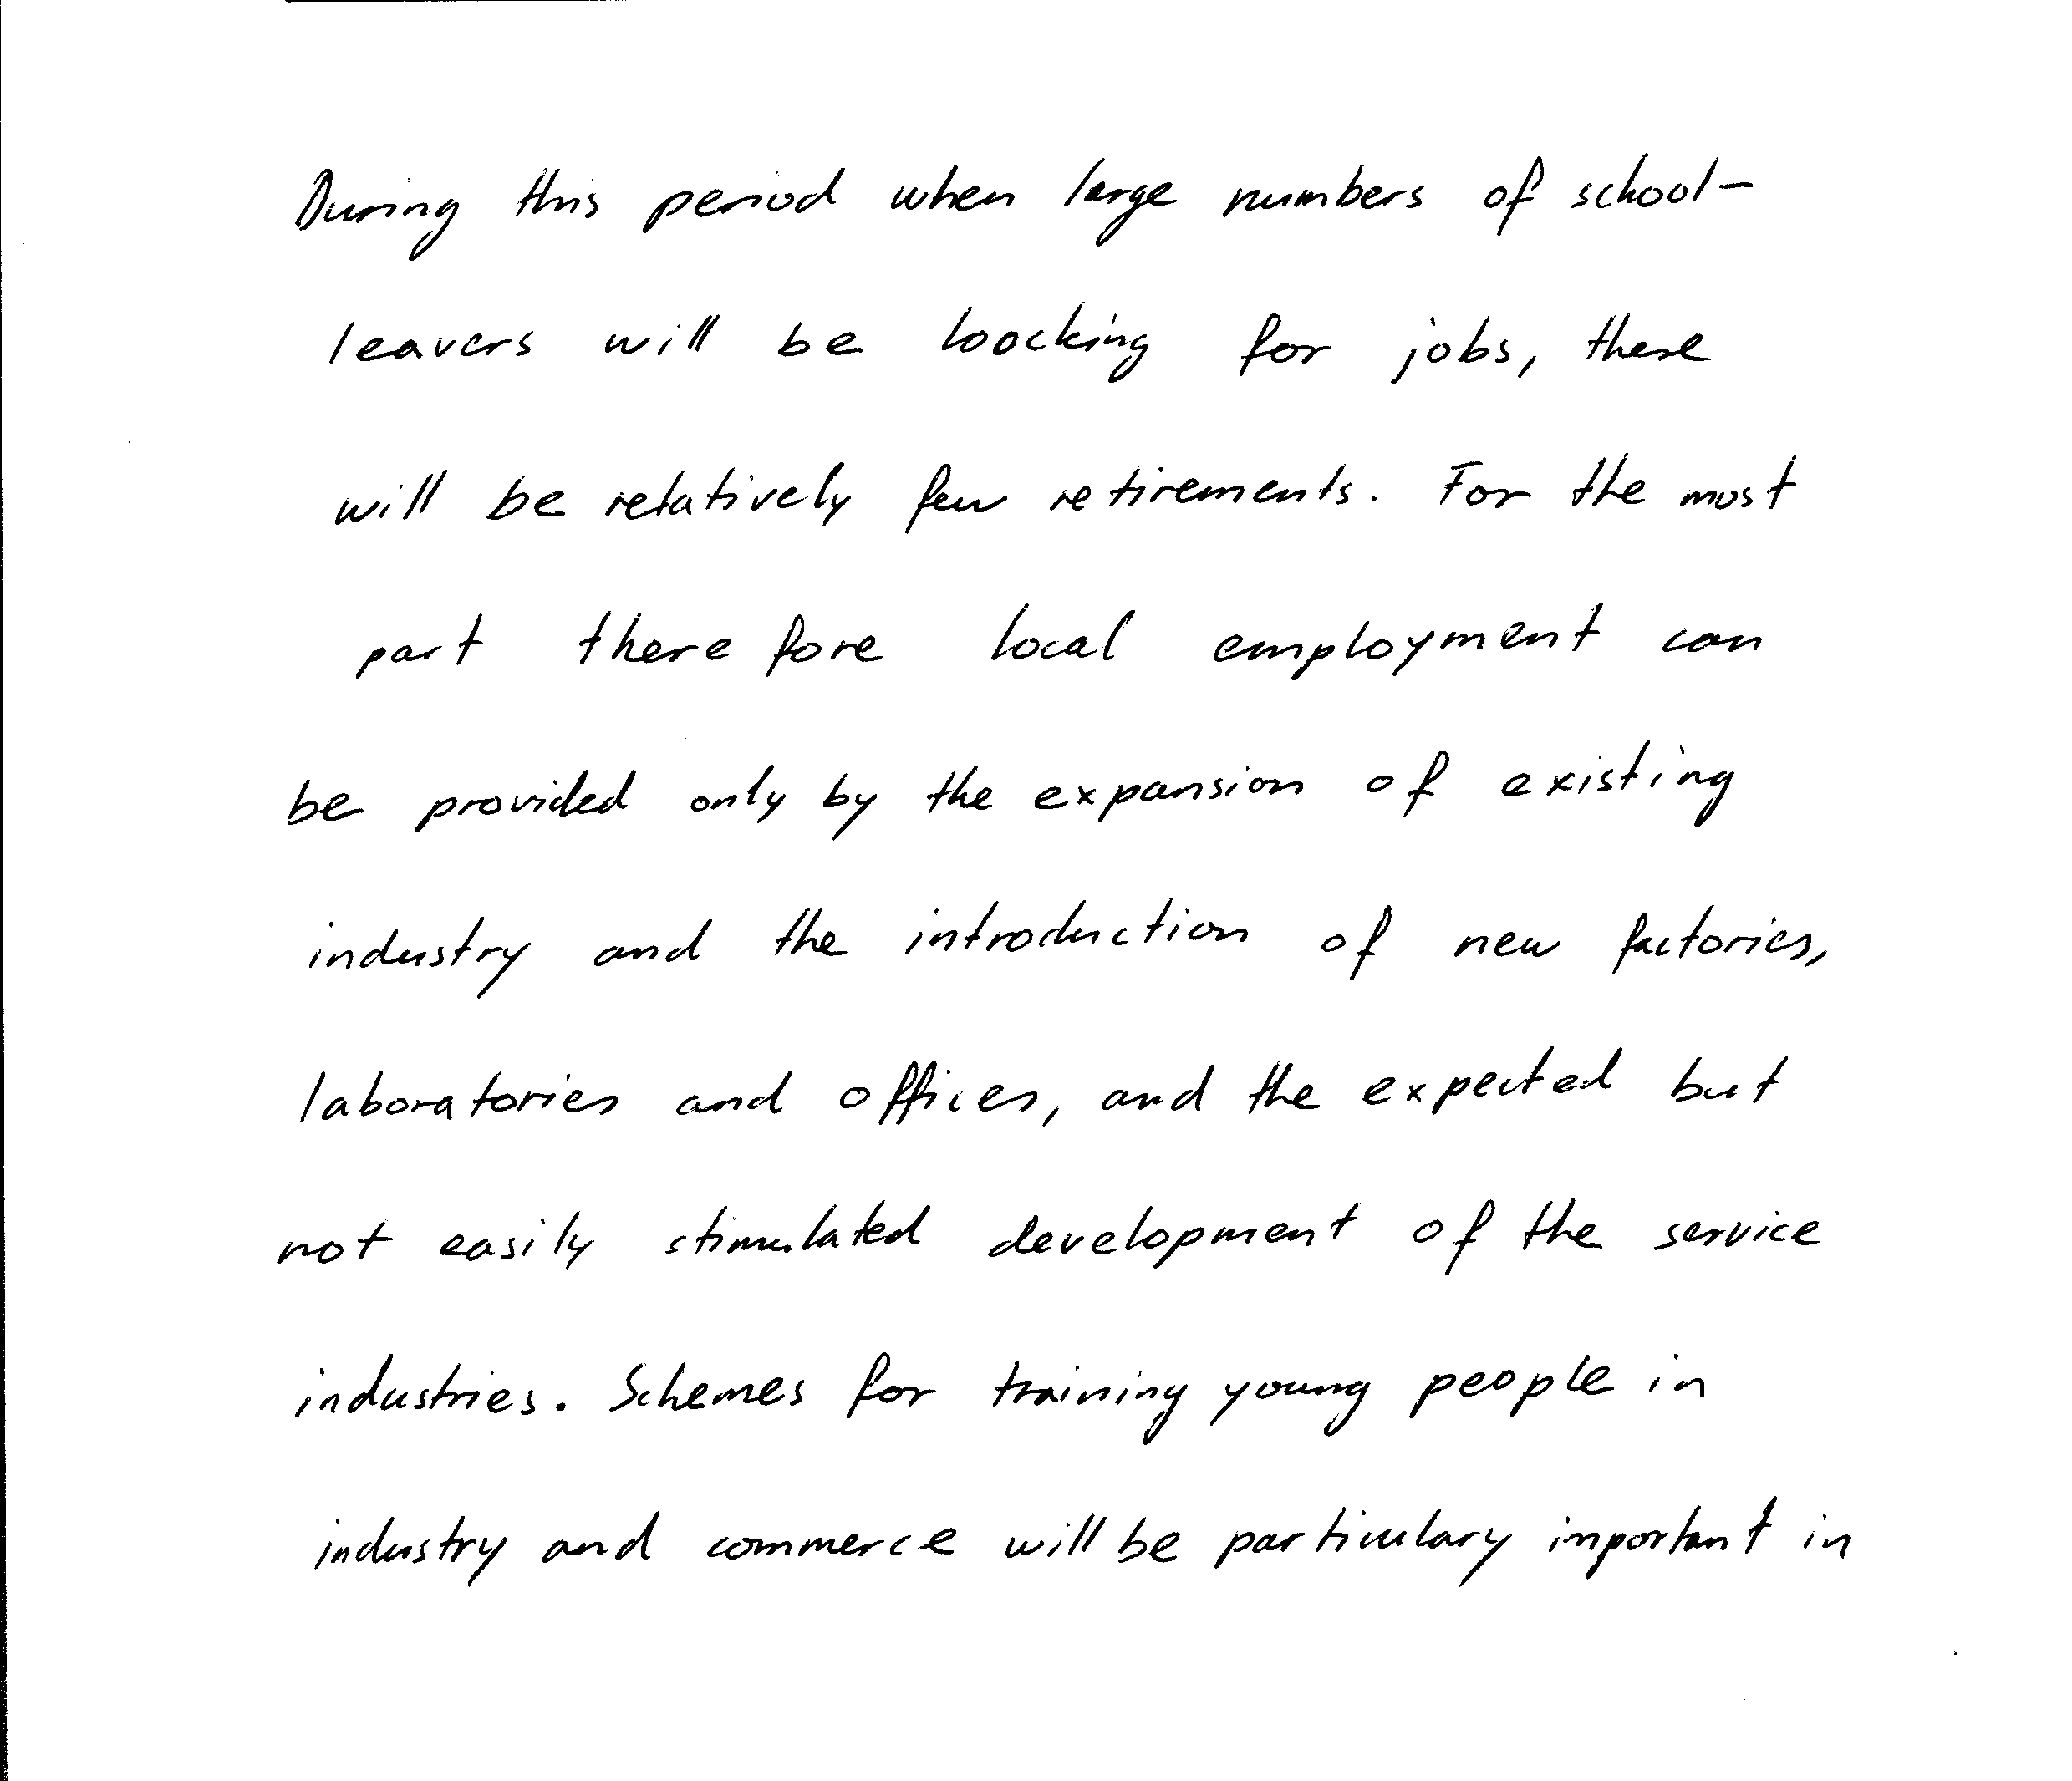 During this period when large numbers of school-
leavers will be loocking for jobs, there
will be relatively few retirements. For the most
part therefore local employment can
be provided only by the expansion of existing
industry and the introduction of new factories,
laboratories and offices, and the expected but
not easily stimulated development of the service
industries. Schemes for training young people in
industry and commerce will be particulary important in